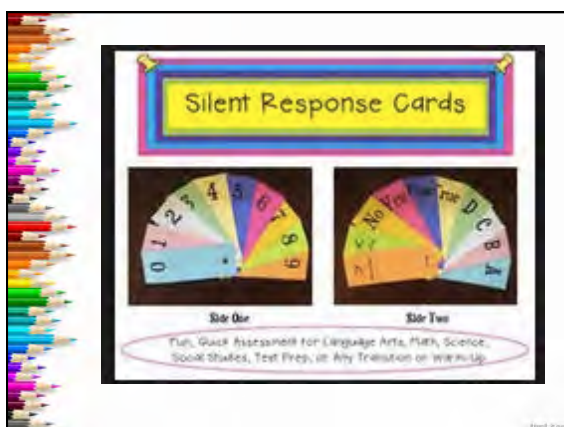 Silent Response Cards
0 1 2 3 4 5 6 7 8 9
No Yes True D C B A
Side One
Side Two
Fun, Quick Assessment for Language Arts, Math, Science,
Social Studies, Test Prep, or Any Transition or Warm-Up